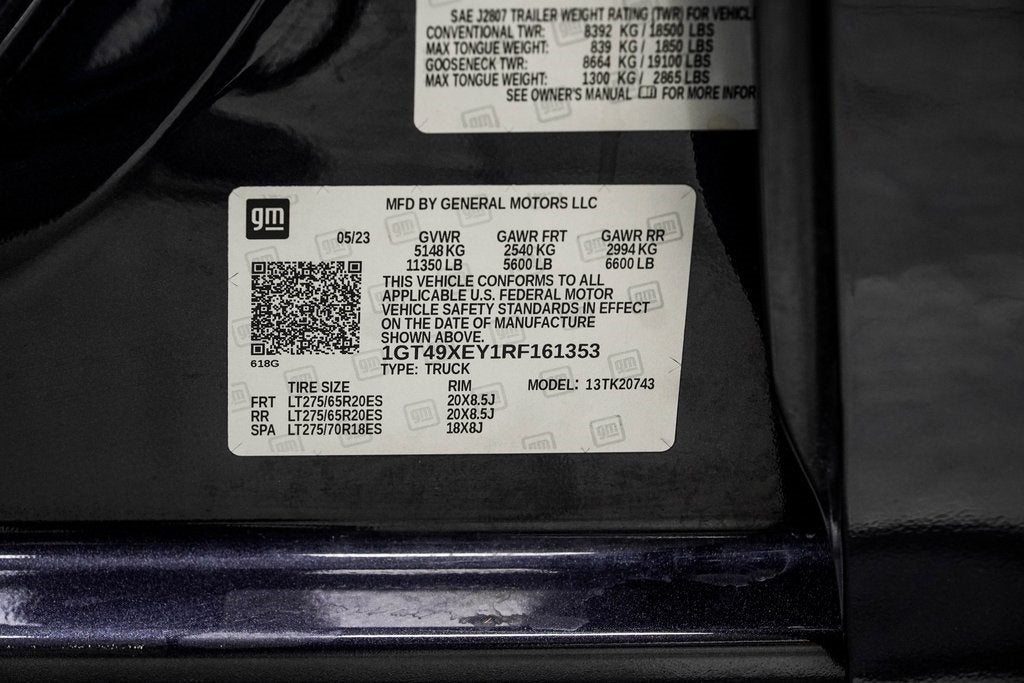 SAE J2807 TRAILER WEIGHT RATING (TWR) FOR VEHICL
CONVENTIONAL TWR: 8392 KG / 18500 LBS
MAX TONGUE WEIGHT: 839 KG / 1850 LBS
GOOSENECK TWR: 8664 KG / 19100 LBS
MAX TONGUE WEIGHT: 1300 KG / 2865 LBS
SEE OWNER'S MANUAL FOR MORE INFOR
gm
MFD BY GENERAL MOTORS LLC
05/23 GVWR GAWR FRT GAWR RR
5148 KG 2540 KG 2994 KG
11350 LB 5600 LB 6600 LB
THIS VEHICLE CONFORMS TO ALL
APPLICABLE U.S. FEDERAL MOTOR
VEHICLE SAFETY STANDARDS IN EFFECT
ON THE DATE OF MANUFACTURE
SHOWN ABOVE.
618G
1GT49XEY1RF161353
TYPE: TRUCK
TIRE SIZE RIM MODEL: 13TK20743
FRT LT275/65R20ES 20X8.5J
RR LT275/65R20ES 20X8.5J
SPA LT275/70R18ES 18X8J